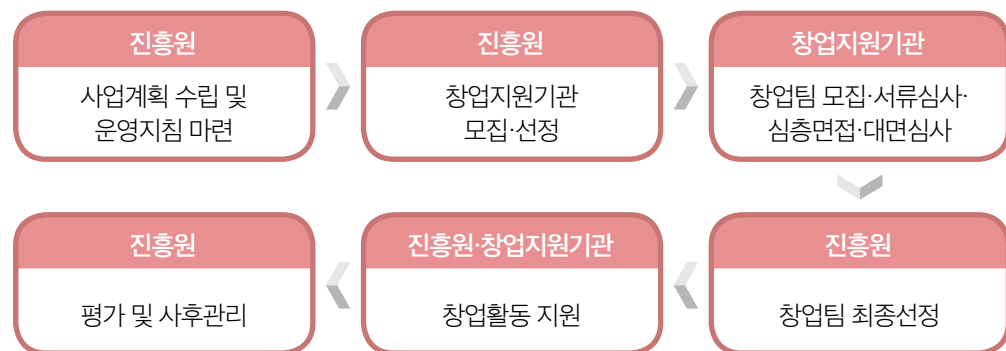 진흥원
사업계획 수립 및
운영지침 마련
진흥원
창업지원기관
모집·선정
창업지원기관
창업팀 모집·서류심사·
심층면접·대면심사
진흥원
창업팀 최종선정
진흥원·창업지원기관
창업활동 지원
진흥원
평가 및 사후관리